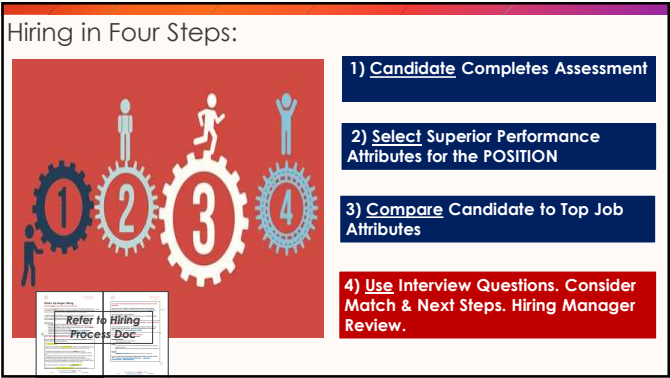 Hiring in Four Steps:
1
2
3
4
Refer to Hiring
Process Doc
1) Candidate Completes Assessment
2) Select Superior Performance
Attributes for the POSITION
3) Compare Candidate to Top Job
Attributes
4) Use Interview Questions. Consider
Match & Next Steps. Hiring Manager
Review.